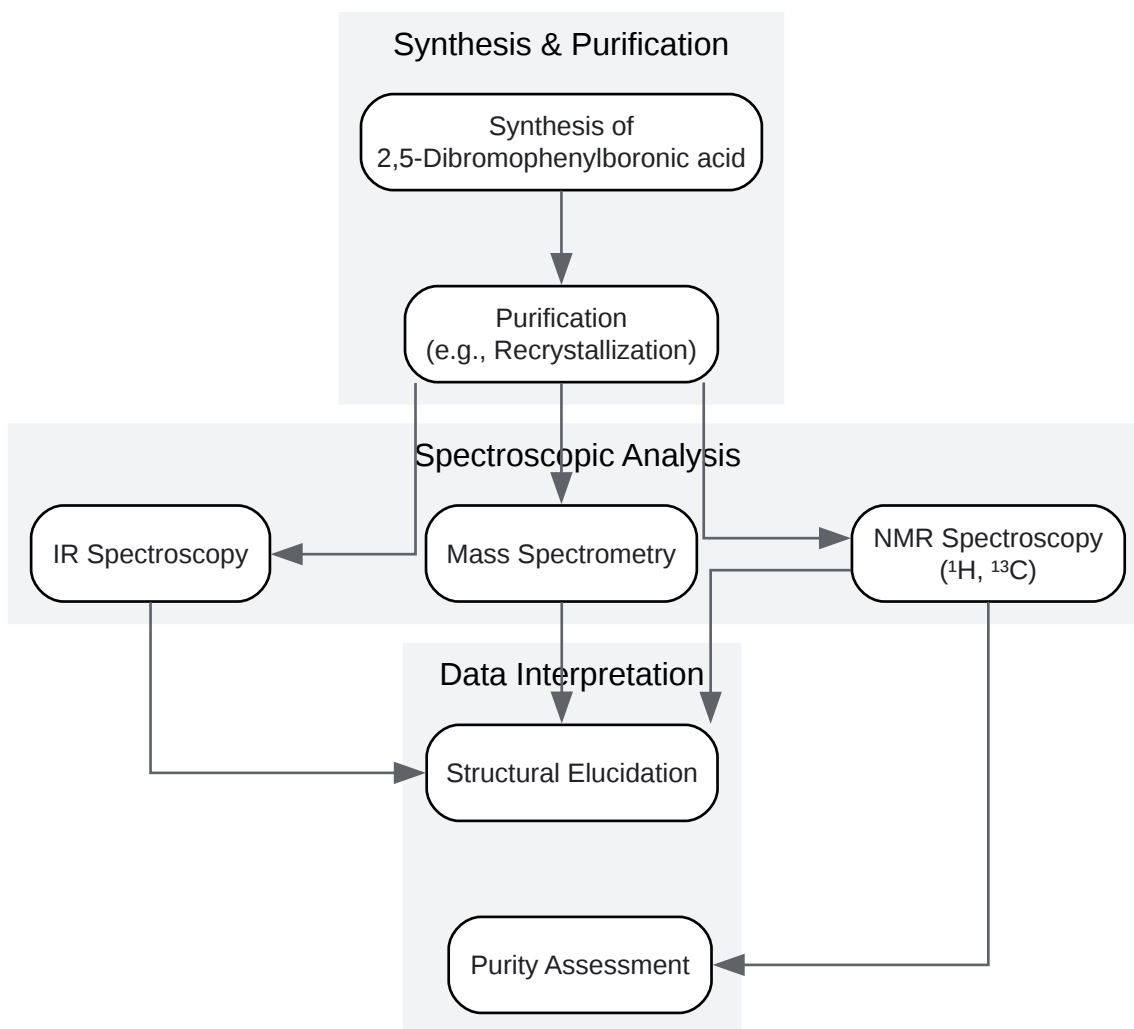 Synthesis & Purification
Synthesis of
2,5-Dibromophenylboronic acid
Purification
(e.g., Recrystallization)
Spectroscopic Analysis
IR Spectroscopy
Mass Spectrometry
NMR Spectroscopy
(¹H, ¹³C)
Data Interpretation
Structural Elucidation
Purity Assessment